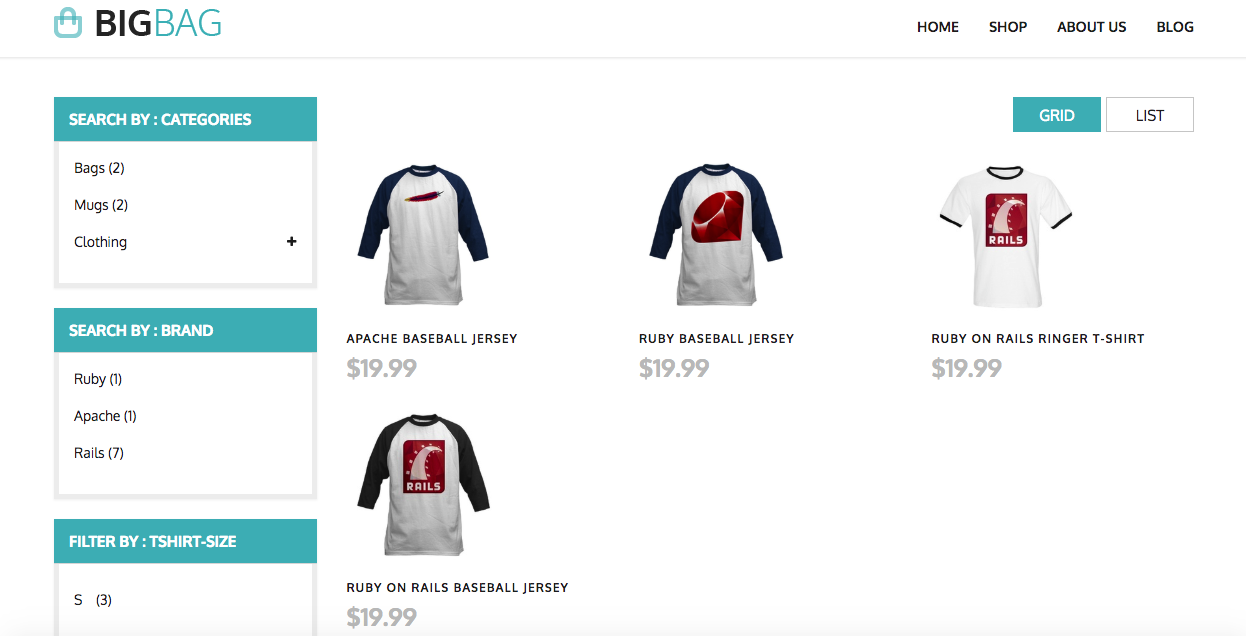 BIGBAG
HOME SHOP ABOUT US BLOG
SEARCH BY : CATEGORIES
Bags (2)
Mugs (2)
Clothing +
SEARCH BY : BRAND
Ruby (1)
Apache (1)
Rails (7)
FILTER BY : TSHIRT-SIZE
S (3)
GRID LIST
RAILS
APACHE BASEBALL JERSEY RUBY BASEBALL JERSEY RUBY ON RAILS RINGER T-SHIRT
$19.99 $19.99 $19.99
RAILS
RUBY ON RAILS BASEBALL JERSEY
$19.99